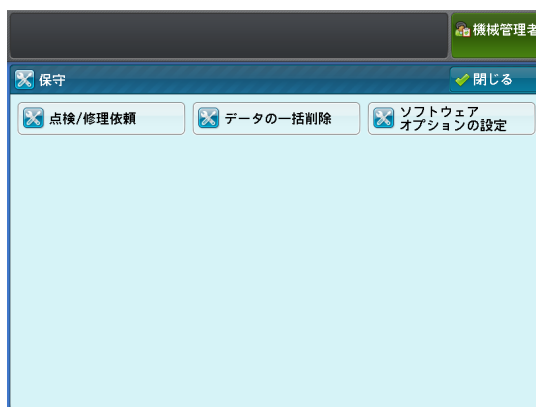 機械管理者
保守
閉じる
点検/修理依頼
データの一括削除
ソフトウェア
オプションの設定